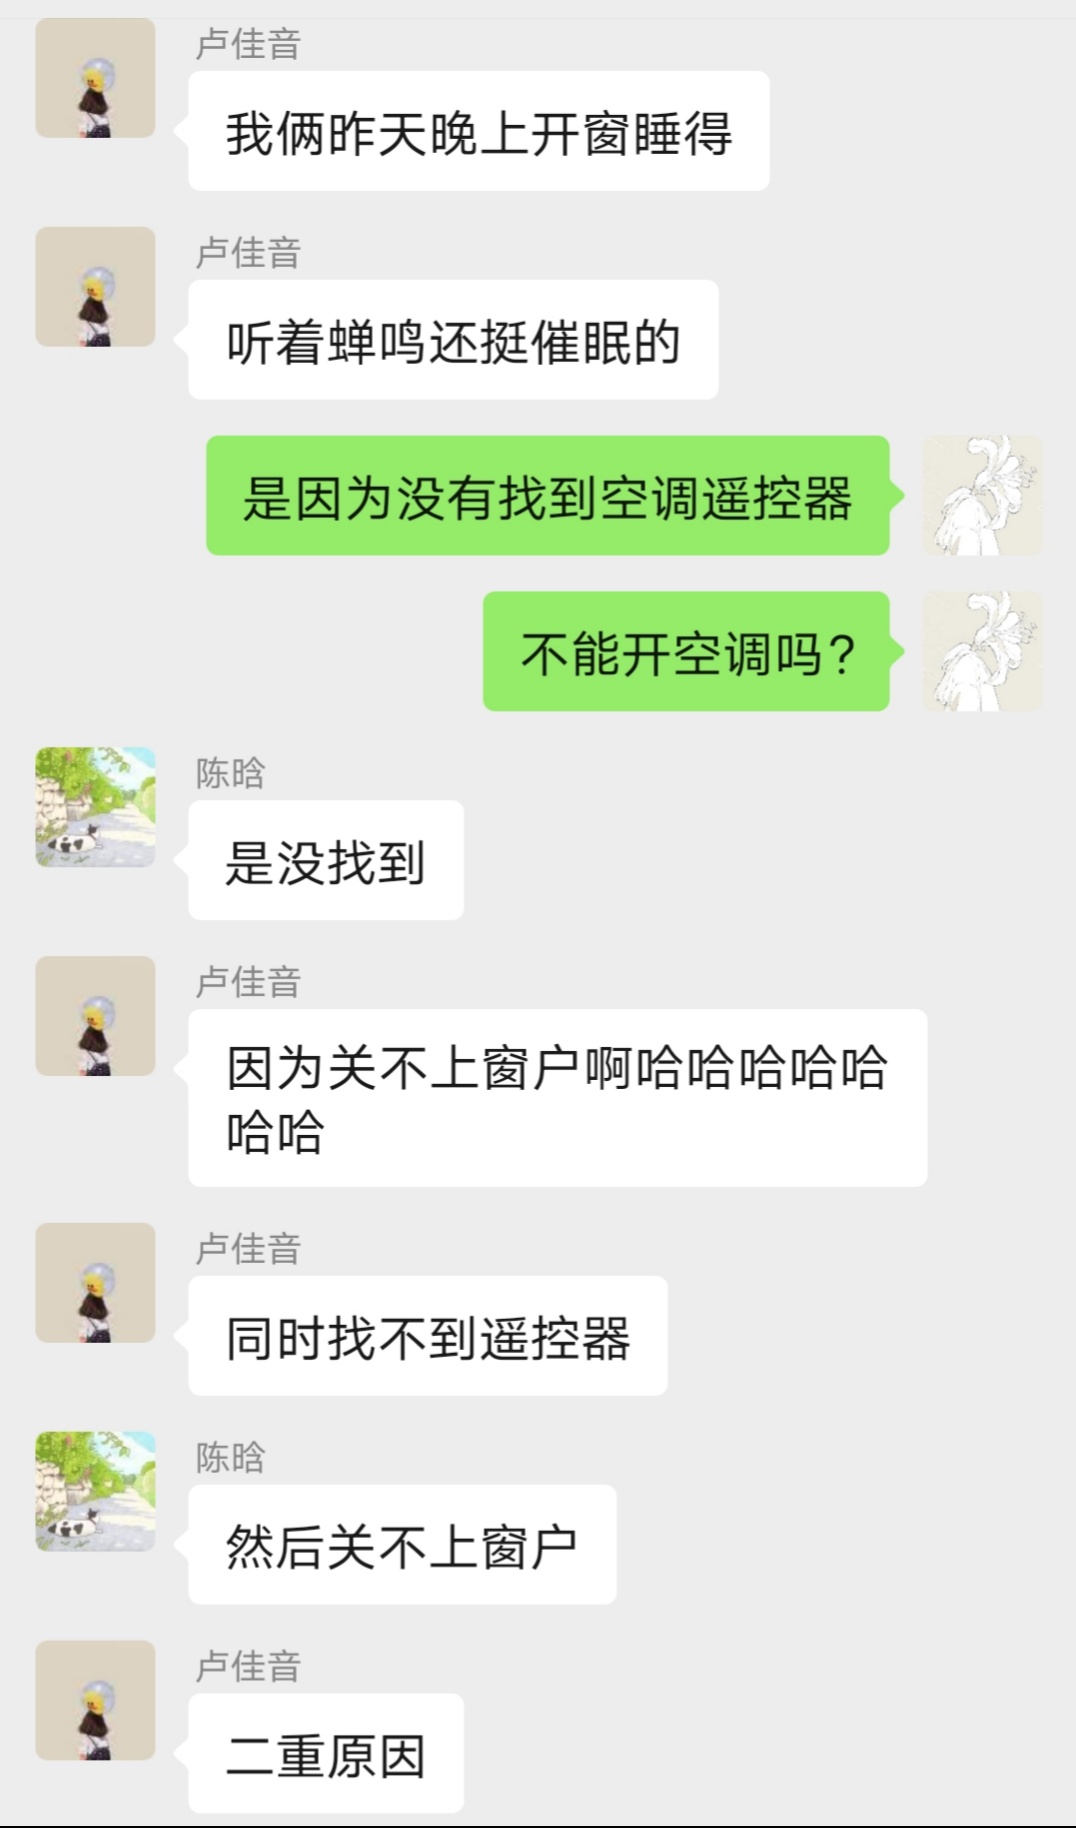 卢佳音
我俩昨天晚上开窗睡得
卢佳音
听着蝉鸣还挺催眠的
是因为没有找到空调遥控器
不能开空调吗？
陈晗
是没找到
卢佳音
因为关不上窗户啊哈哈哈哈哈
哈哈
卢佳音
同时找不到遥控器
陈晗
然后关不上窗户
卢佳音
二重原因